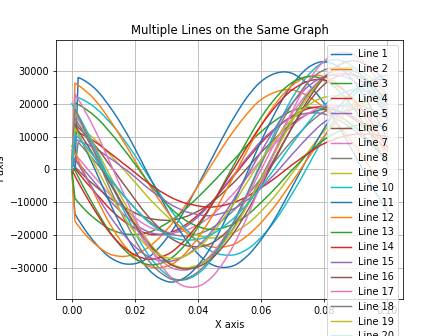 Multiple Lines on the Same Graph
30000
20000
10000
0
−10000
−20000
−30000
0.00
0.02
0.04
0.06
X axis
Line 1
Line 2
Line 3
Line 4
Line 5
Line 6
Line 7
Line 8
Line 9
Line 10
Line 11
Line 12
Line 13
Line 14
Line 15
Line 16
Line 17
Line 18
Line 19
Line 20